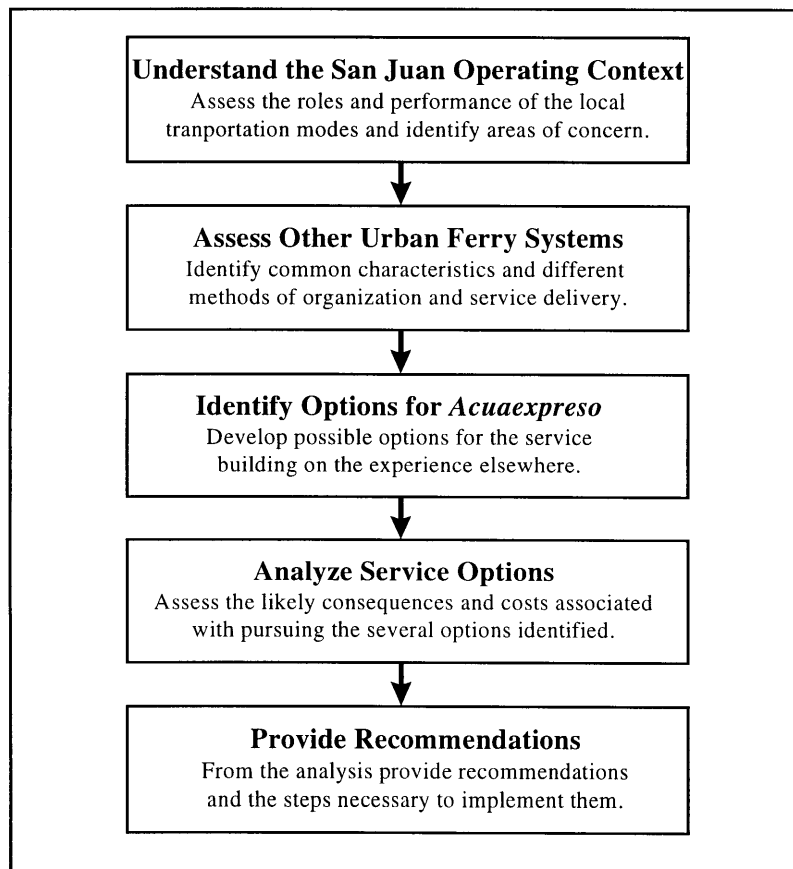 Understand the San Juan Operating Context
Assess the roles and performance of the local
tranportation modes and identify areas of concern.
Assess Other Urban Ferry Systems
Identify common characteristics and different
methods of organization and service delivery.
Identify Options for Acuaexpreso
Develop possible options for the service
building on the experience elsewhere.
Analyze Service Options
Assess the likely consequences and costs associated
with pursuing the several options identified.
Provide Recommendations
From the analysis provide recommendations
and the steps necessary to implement them.